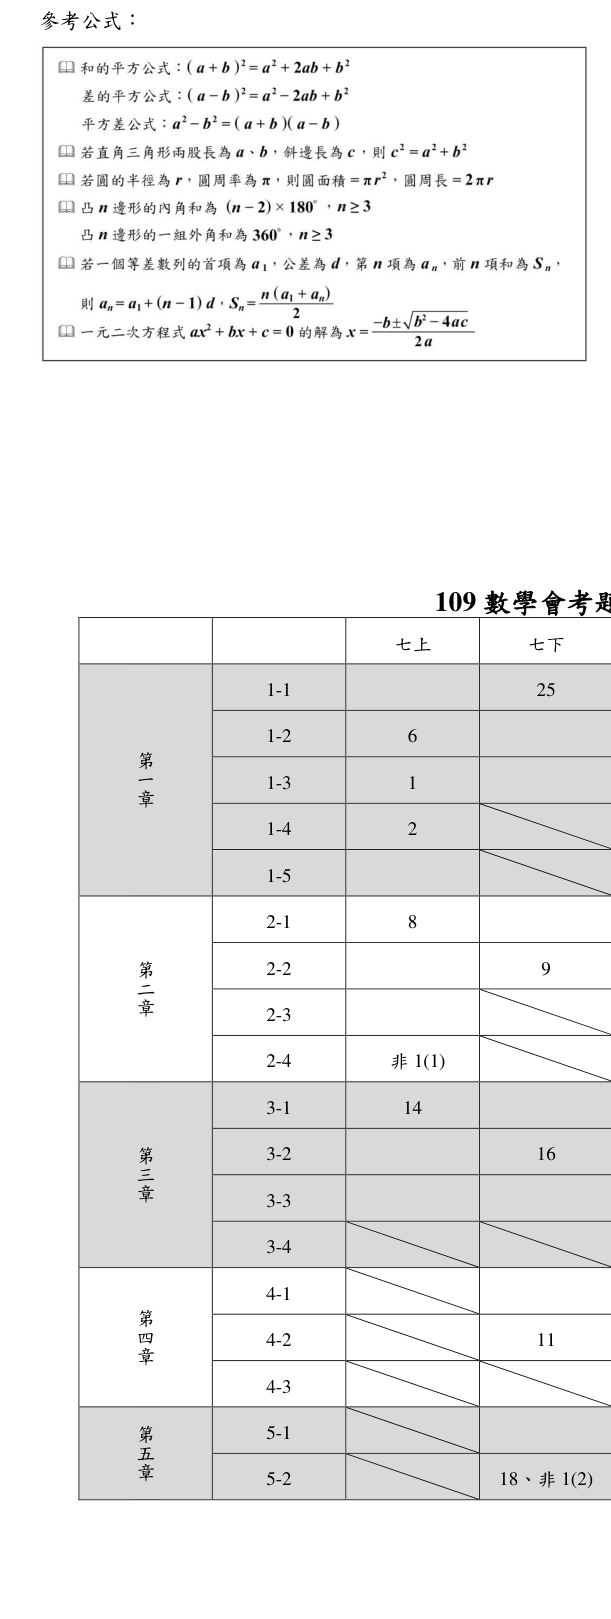 參考公式：
和的平方公式：( a + b )² = a² + 2ab + b²
差的平方公式：( a − b )² = a² − 2ab + b²
平方差公式：a² − b² = ( a + b )( a − b )
若直角三角形兩股長為 a、b，斜邊長為 c，則 c² = a² + b²
若圓的半徑為 r，圓周率為 π，則圓面積 = πr²，圓周長 = 2πr
凸 n 邊形的內角和為 (n − 2) × 180°，n ≥ 3
凸 n 邊形的一組外角和為 360°，n ≥ 3
若一個等差數列的首項為 a₁，公差為 d，第 n 項為 aₙ，前 n 項和為 Sₙ，
則 aₙ = a₁ + (n − 1) d，Sₙ = n ( a₁ + aₙ ) / 2
一元二次方程式 ax² + bx + c = 0 的解為 x = −b ± √(b² − 4ac) / 2a
109 數學會考題
七上 七下
第一章
1-1 25
1-2 6
1-3 1
1-4 2
1-5
第二章
2-1 8
2-2 9
2-3
2-4 非 1(1)
第三章
3-1 14
3-2 16
3-3
3-4
第四章
4-1
4-2 11
4-3
第五章
5-1
5-2 18、非 1(2)